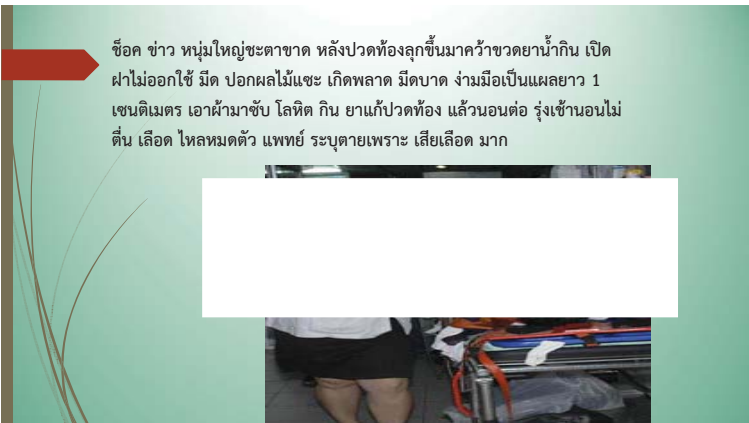 ช็อค ข่าว หนุ่มใหญ่ชะตาขาด หลังปวดท้องลุกขึ้นมาคว้าขวดยาน้ำกิน เปิด
ฝาไม่ออกใช้ มีด ปอกผลไม้แซะ เกิดพลาด มีดบาด ง่ามมือเป็นแผลยาว 1
เซนติเมตร เอาผ้ามาซับ โลหิต กิน ยาแก้ปวดท้อง แล้วนอนต่อ รุ่งเช้านอนไม่
ตื่น เลือด ไหลหมดตัว แพทย์ ระบุตายเพราะ เสียเลือด มาก